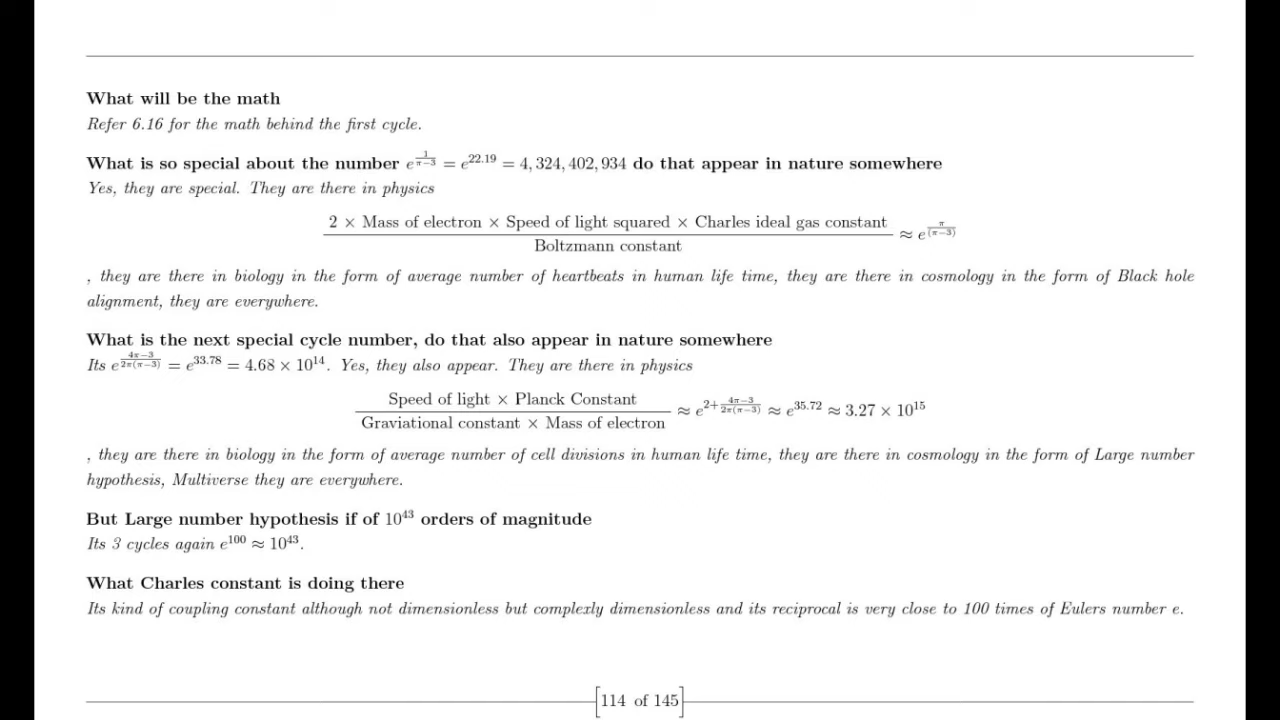 What will be the math
Refer 6.16 for the math behind the first cycle.
What is so special about the number e^{\frac{1}{π−3}} = e^{22.19} = 4, 324, 402, 934 do that appear in nature somewhere
Yes, they are special. They are there in physics
\frac{2 × Mass of electron × Speed of light squared × Charles ideal gas constant}{Boltzmann constant} ≈ e^{\frac{π}{(π−3)}}
, they are there in biology in the form of average number of heartbeats in human life time, they are there in cosmology in the form of Black hole
alignment, they are everywhere.
What is the next special cycle number, do that also appear in nature somewhere
Its e^{\frac{4π−3}{2π(π−3)}} = e^{33.78} = 4.68 × 10^{14}. Yes, they also appear. They are there in physics
\frac{Speed of light × Planck Constant}{Graviational constant × Mass of electron} ≈ e^{2+\frac{4π−3}{2π(π−3)}} ≈ e^{35.72} ≈ 3.27 × 10^{15}
, they are there in biology in the form of average number of cell divisions in human life time, they are there in cosmology in the form of Large number
hypothesis, Multiverse they are everywhere.
But Large number hypothesis if of 10^{43} orders of magnitude
Its 3 cycles again e^{100} ≈ 10^{43}.
What Charles constant is doing there
Its kind of coupling constant although not dimensionless but complexly dimensionless and its reciprocal is very close to 100 times of Eulers number e.
[114 of 145]